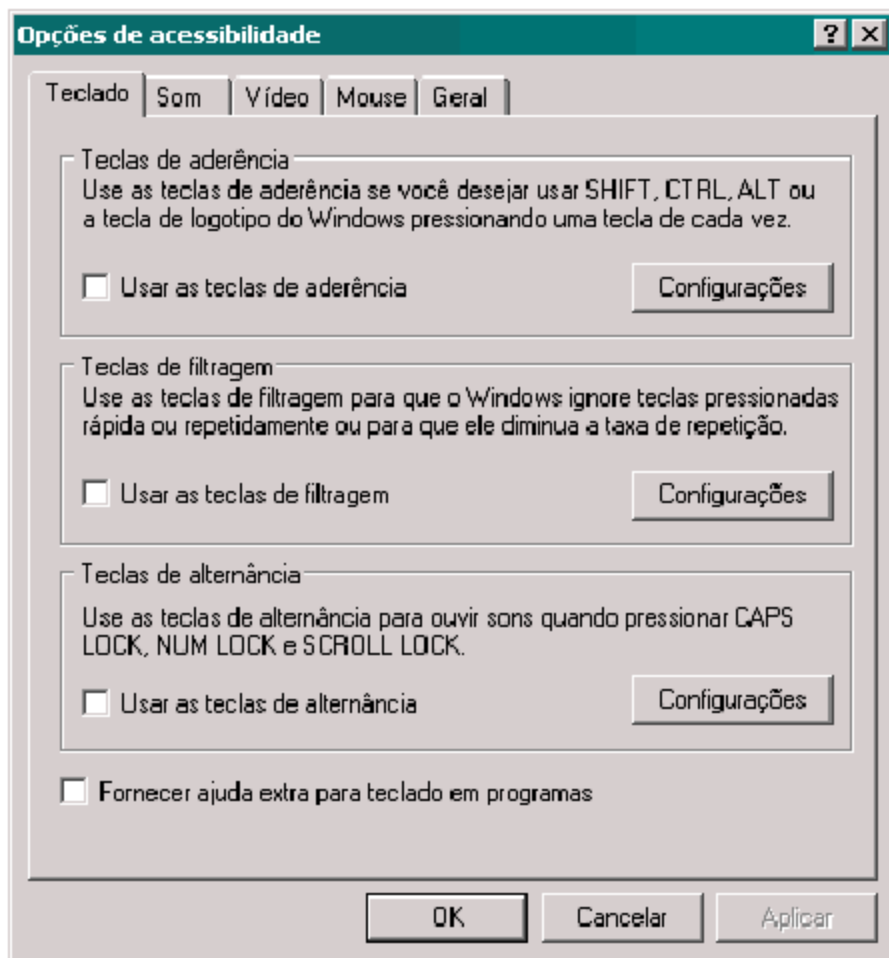 Opções de acessibilidade
Teclado Som Vídeo Mouse Geral
Teclas de aderência
Use as teclas de aderência se você desejar usar SHIFT, CTRL, ALT ou
a tecla de logotipo do Windows pressionando uma tecla de cada vez.
Usar as teclas de aderência Configurações
Teclas de filtragem
Use as teclas de filtragem para que o Windows ignore teclas pressionadas
rápida ou repetidamente ou para que ele diminua a taxa de repetição.
Usar as teclas de filtragem Configurações
Teclas de alternância
Use as teclas de alternância para ouvir sons quando pressionar CAPS
LOCK, NUM LOCK e SCROLL LOCK.
Usar as teclas de alternância Configurações
Fornecer ajuda extra para teclado em programas
OK Cancelar Aplicar